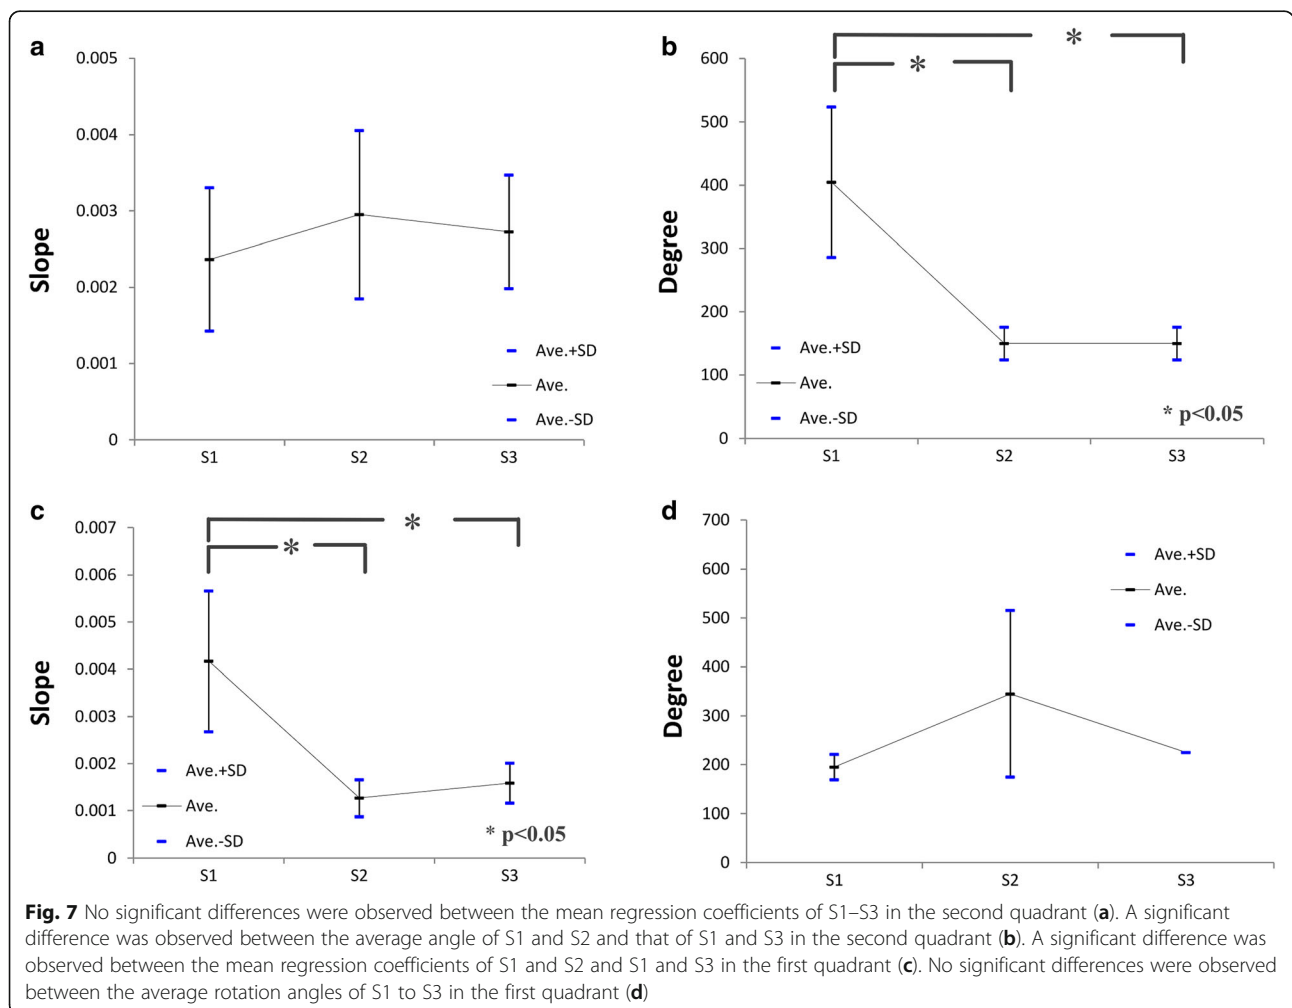 a
0.005
0.004
0.003
0.002
0.001
0
Slope
S1
S2
S3
Ave.+SD
Ave.
Ave.-SD
b
600
500
400
300
200
100
0
Degree
*
*
Ave.+SD
Ave.
Ave.-SD
* p<0.05
S1
S2
S3
c
0.007
0.006
0.005
0.004
0.003
0.002
0.001
0
Slope
*
*
Ave.+SD
Ave.
Ave.-SD
* p<0.05
S1
S2
S3
d
700
600
500
400
300
200
100
0
Degree
Ave.+SD
Ave.
Ave.-SD
S1
S2
S3
Fig. 7 No significant differences were observed between the mean regression coefficients of S1–S3 in the second quadrant (a). A significant
difference was observed between the average angle of S1 and S2 and that of S1 and S3 in the second quadrant (b). A significant difference was
observed between the mean regression coefficients of S1 and S2 and S1 and S3 in the first quadrant (c). No significant differences were observed
between the average rotation angles of S1 to S3 in the first quadrant (d)